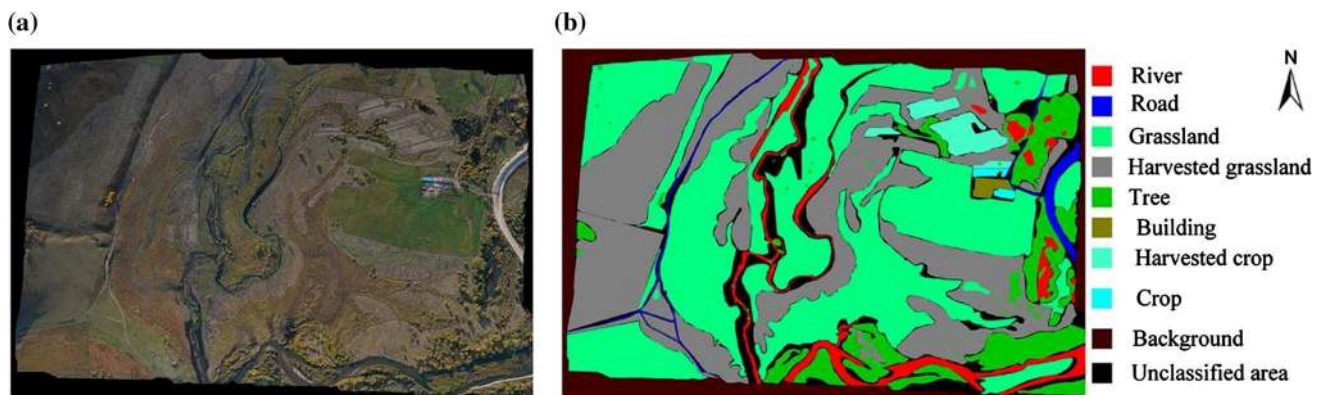 (a)
(b)
N
River
Road
Grassland
Harvested grassland
Tree
Building
Harvested crop
Crop
Background
Unclassified area